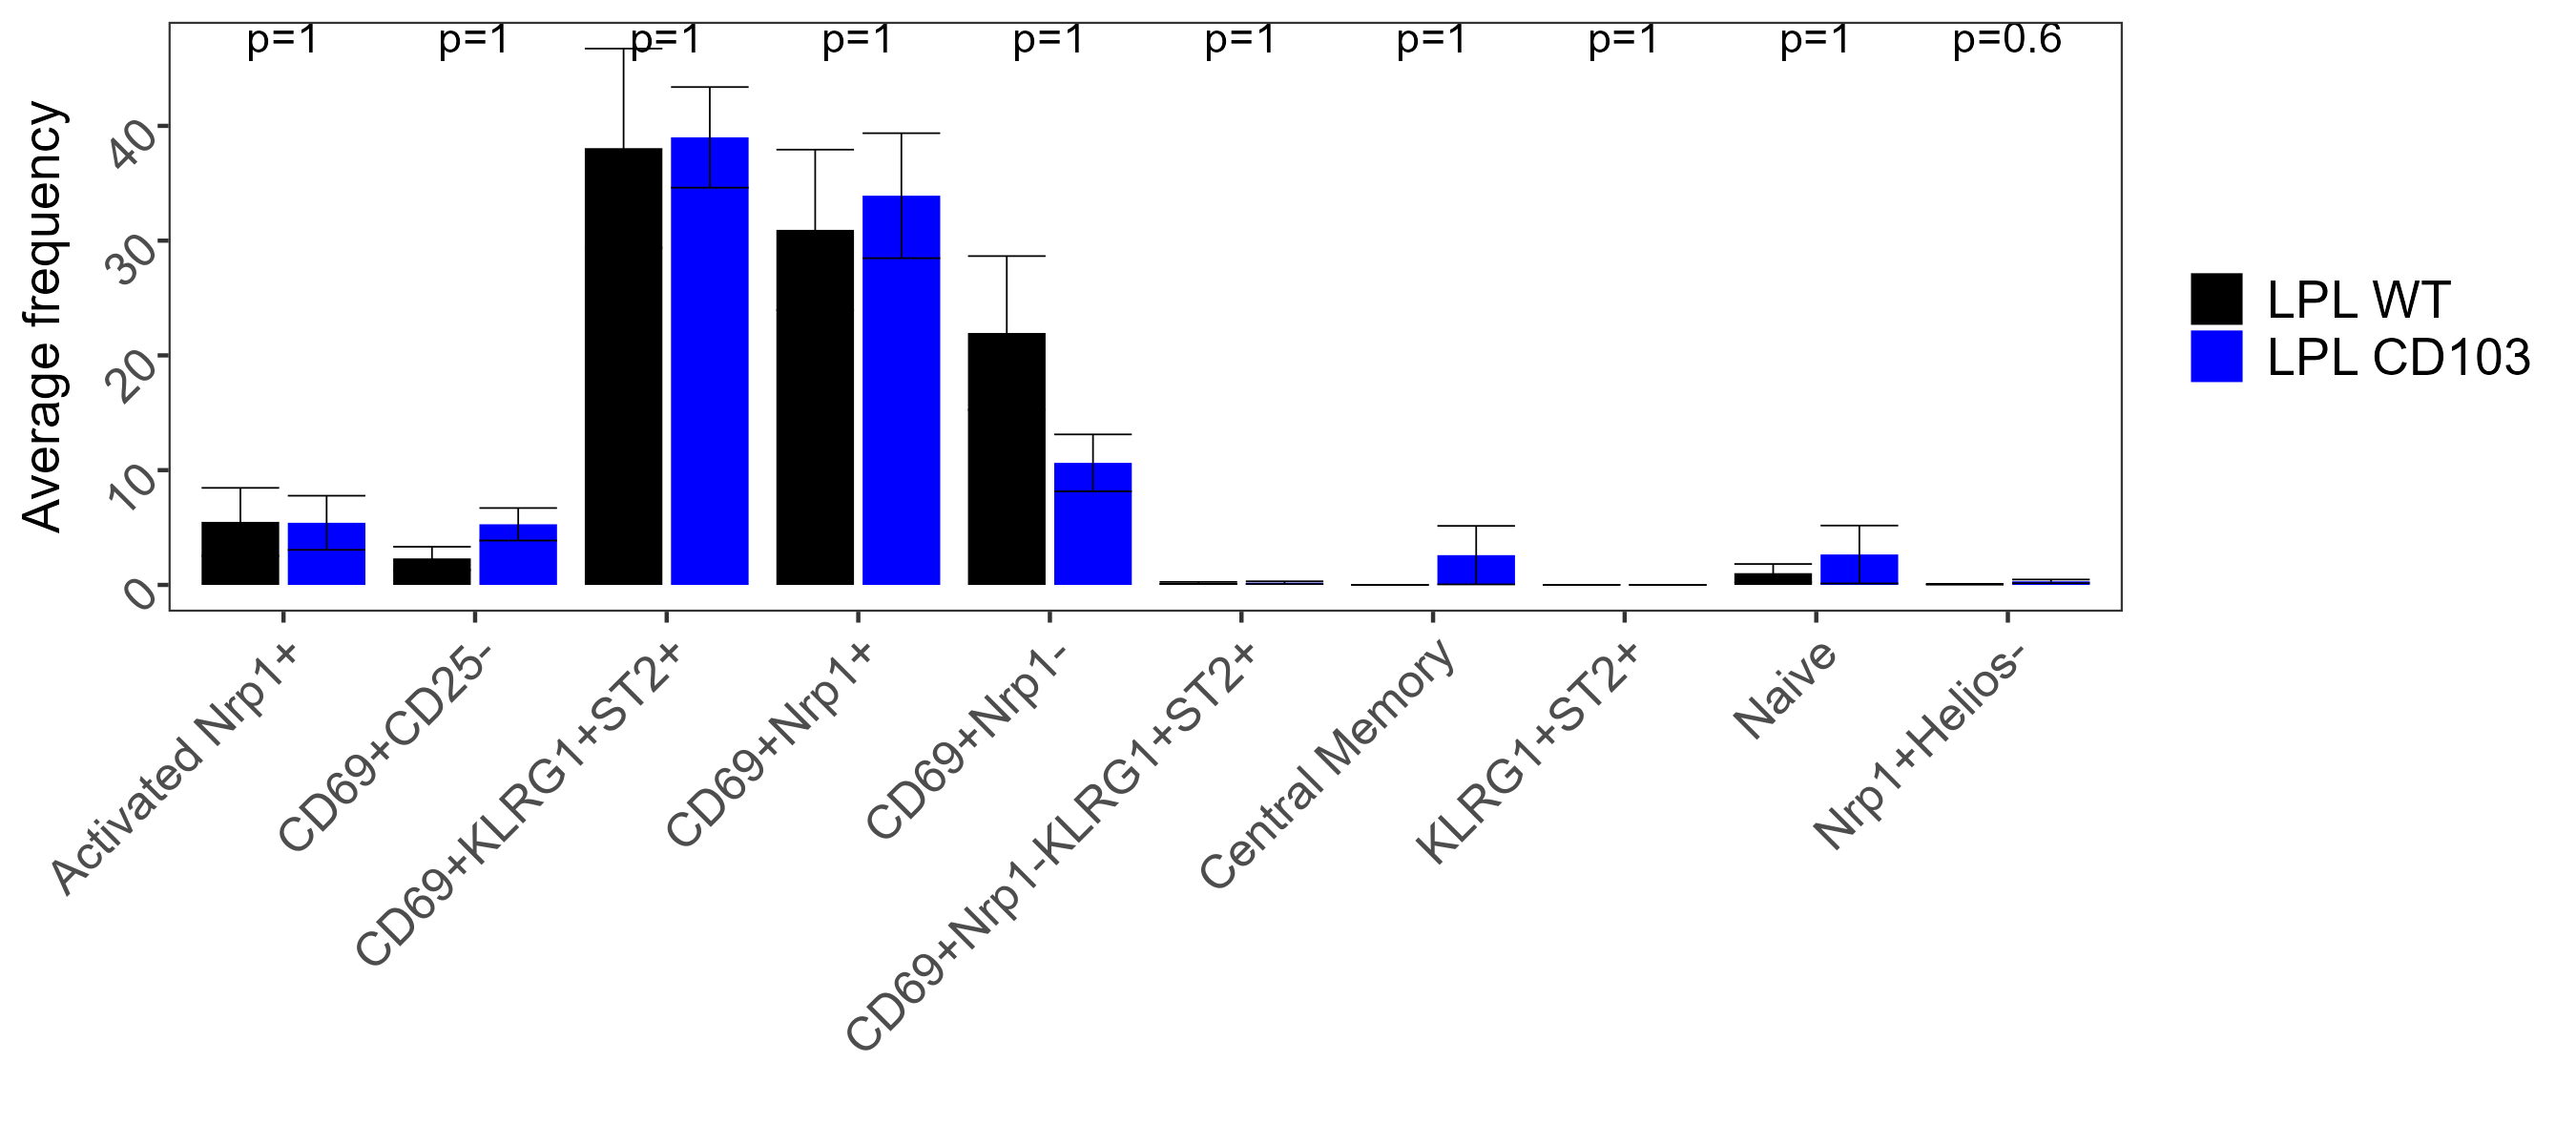 p=1 p=1 p=1 p=1 p=1 p=1 p=1 p=1 p=1 p=0.6
Average frequency
40
30
20
10
0
LPL WT
LPL CD103
Activated Nrp1+
CD69+CD25-
CD69+KLRG1+ST2+
CD69+Nrp1+
CD69+Nrp1-
CD69+Nrp1-KLRG1+ST2+
Central Memory
KLRG1+ST2+
Naive
Nrp1+Helios-